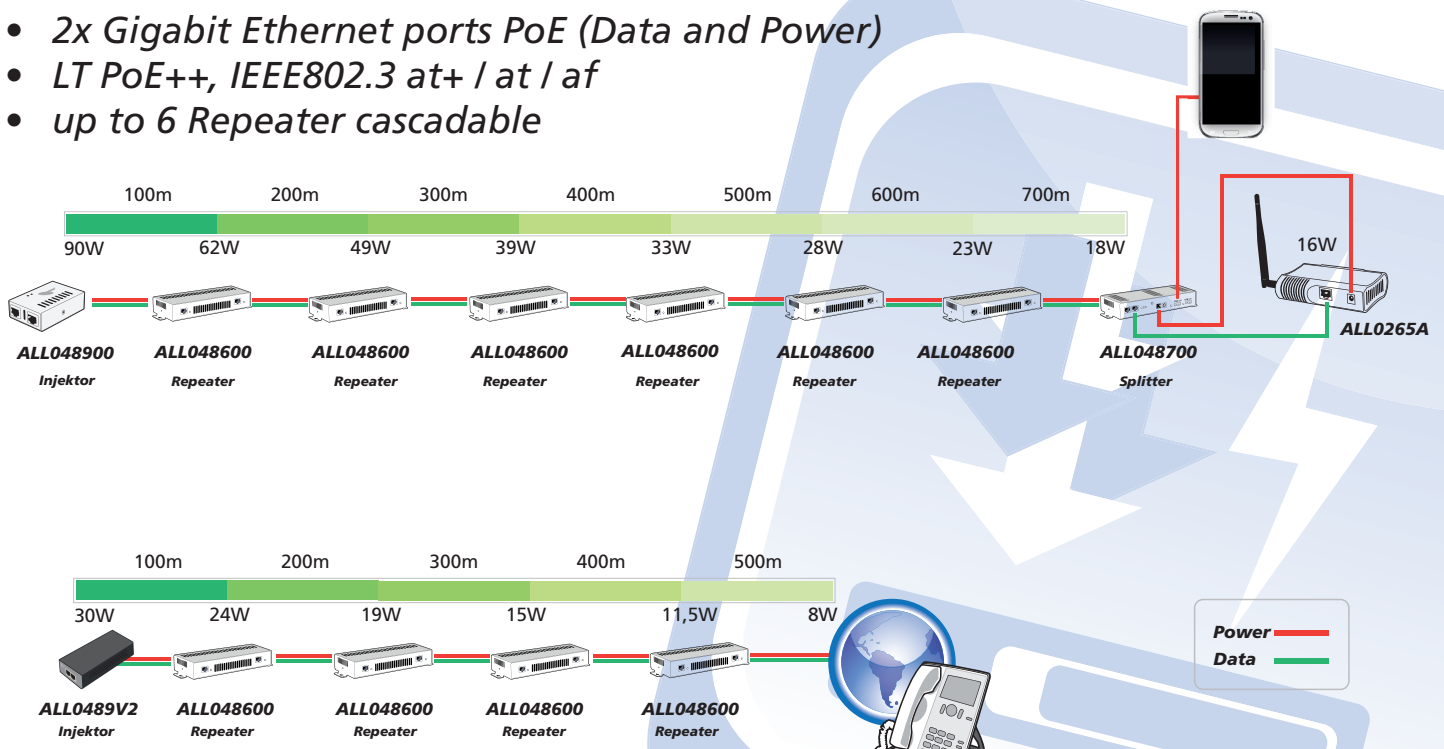 • 2x Gigabit Ethernet ports PoE (Data and Power)
• LT PoE++, IEEE802.3 at+ / at / af
• up to 6 Repeater cascadable
100m 200m 300m 400m 500m 600m 700m
90W 62W 49W 39W 33W 28W 23W 18W
16W
ALL0265A
ALL048900 ALL048600 ALL048600 ALL048600 ALL048600 ALL048600 ALL048600 ALL048700
Injektor Repeater Repeater Repeater Repeater Repeater Repeater Splitter
100m 200m 300m 400m 500m
30W 24W 19W 15W 11,5W 8W
Power
Data
ALL0489V2 ALL048600 ALL048600 ALL048600 ALL048600
Injektor Repeater Repeater Repeater Repeater